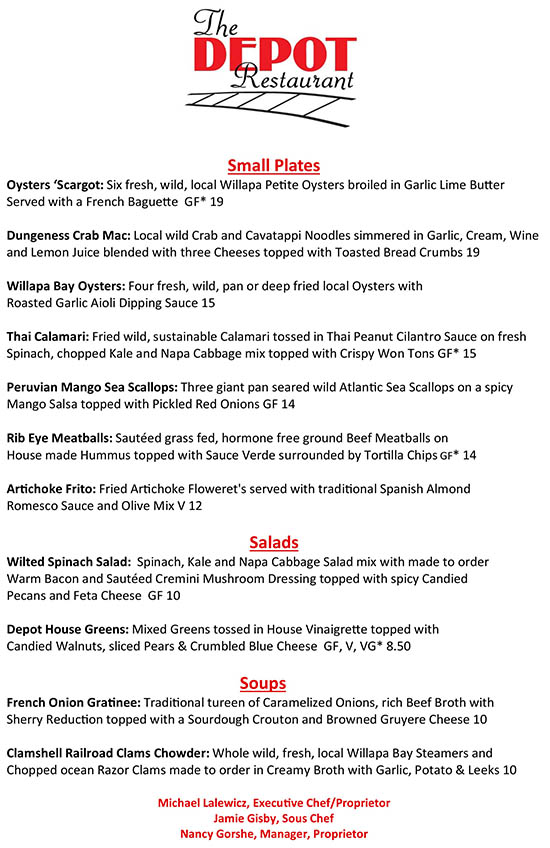 The
DEPOT
Restaurant
Small Plates
Oysters ‘Scargot: Six fresh, wild, local Willapa Petite Oysters broiled in Garlic Lime Butter
Served with a French Baguette  GF* 19
Dungeness Crab Mac: Local wild Crab and Cavatappi Noodles simmered in Garlic, Cream, Wine
and Lemon Juice blended with three Cheeses topped with Toasted Bread Crumbs 19
Willapa Bay Oysters: Four fresh, wild, pan or deep fried local Oysters with
Roasted Garlic Aioli Dipping Sauce 15
Thai Calamari: Fried wild, sustainable Calamari tossed in Thai Peanut Cilantro Sauce on fresh
Spinach, chopped Kale and Napa Cabbage mix topped with Crispy Won Tons GF* 15
Peruvian Mango Sea Scallops: Three giant pan seared wild Atlantic Sea Scallops on a spicy
Mango Salsa topped with Pickled Red Onions GF 14
Rib Eye Meatballs: Sautéed grass fed, hormone free ground Beef Meatballs on
House made Hummus topped with Sauce Verde surrounded by Tortilla Chips GF* 14
Artichoke Frito: Fried Artichoke Floweret's served with traditional Spanish Almond
Romesco Sauce and Olive Mix V 12
Salads
Wilted Spinach Salad:  Spinach, Kale and Napa Cabbage Salad mix with made to order
Warm Bacon and Sautéed Cremini Mushroom Dressing topped with spicy Candied
Pecans and Feta Cheese  GF 10
Depot House Greens: Mixed Greens tossed in House Vinaigrette topped with
Candied Walnuts, sliced Pears & Crumbled Blue Cheese  GF, V, VG* 8.50
Soups
French Onion Gratinee: Traditional tureen of Caramelized Onions, rich Beef Broth with
Sherry Reduction topped with a Sourdough Crouton and Browned Gruyere Cheese 10
Clamshell Railroad Clams Chowder: Whole wild, fresh, local Willapa Bay Steamers and
Chopped ocean Razor Clams made to order in Creamy Broth with Garlic, Potato & Leeks 10
Michael Lalewicz, Executive Chef/Proprietor
Jamie Gisby, Sous Chef
Nancy Gorshe, Manager, Proprietor